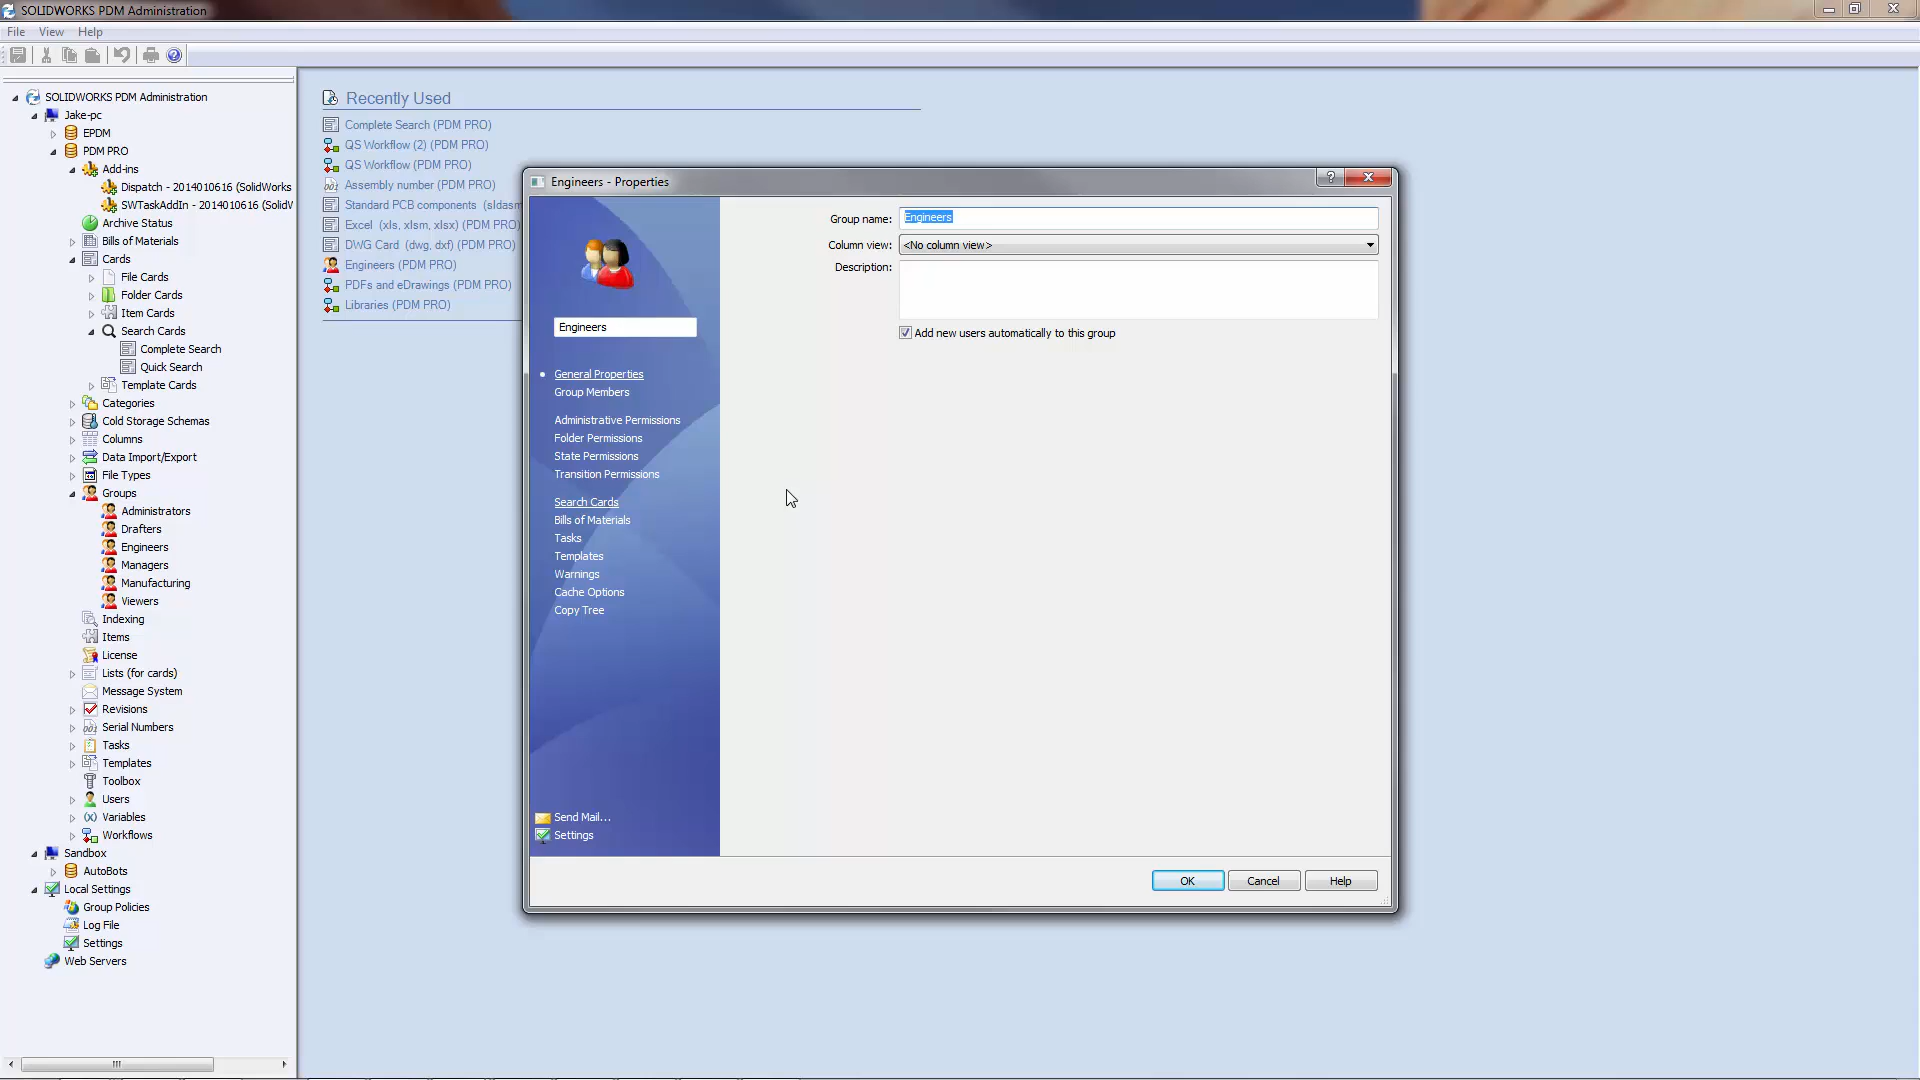 SOLIDWORKS PDM Administration
File View Help
SOLIDWORKS PDM Administration
Jake-pc
EPDM
PDM PRO
Add-ins
Dispatch - 2014010616 (SolidWorks
SWTaskAddIn - 2014010616 (SolidW
Archive Status
Bills of Materials
Cards
File Cards
Folder Cards
Item Cards
Search Cards
Complete Search
Quick Search
Template Cards
Categories
Cold Storage Schemas
Columns
Data Import/Export
File Types
Groups
Administrators
Drafters
Engineers
Managers
Manufacturing
Viewers
Indexing
Items
License
Lists (for cards)
Message System
Revisions
Serial Numbers
Tasks
Templates
Toolbox
Users
Variables
Workflows
Sandbox
AutoBots
Local Settings
Group Policies
Log File
Settings
Web Servers
Recently Used
Complete Search (PDM PRO)
QS Workflow (2) (PDM PRO)
QS Workflow (PDM PRO)
Assembly number (PDM PRO)
Standard PCB components (sldasm
Excel (xls, xlsm, xlsx) (PDM PRO)
DWG Card (dwg, dxf) (PDM PRO)
Engineers (PDM PRO)
PDFs and eDrawings (PDM PRO)
Libraries (PDM PRO)
Engineers - Properties
Engineers
General Properties
Group Members
Administrative Permissions
Folder Permissions
State Permissions
Transition Permissions
Search Cards
Bills of Materials
Tasks
Templates
Warnings
Cache Options
Copy Tree
Send Mail...
Settings
Group name: Engineers
Column view: <No column view>
Description:
Add new users automatically to this group
OK Cancel Help